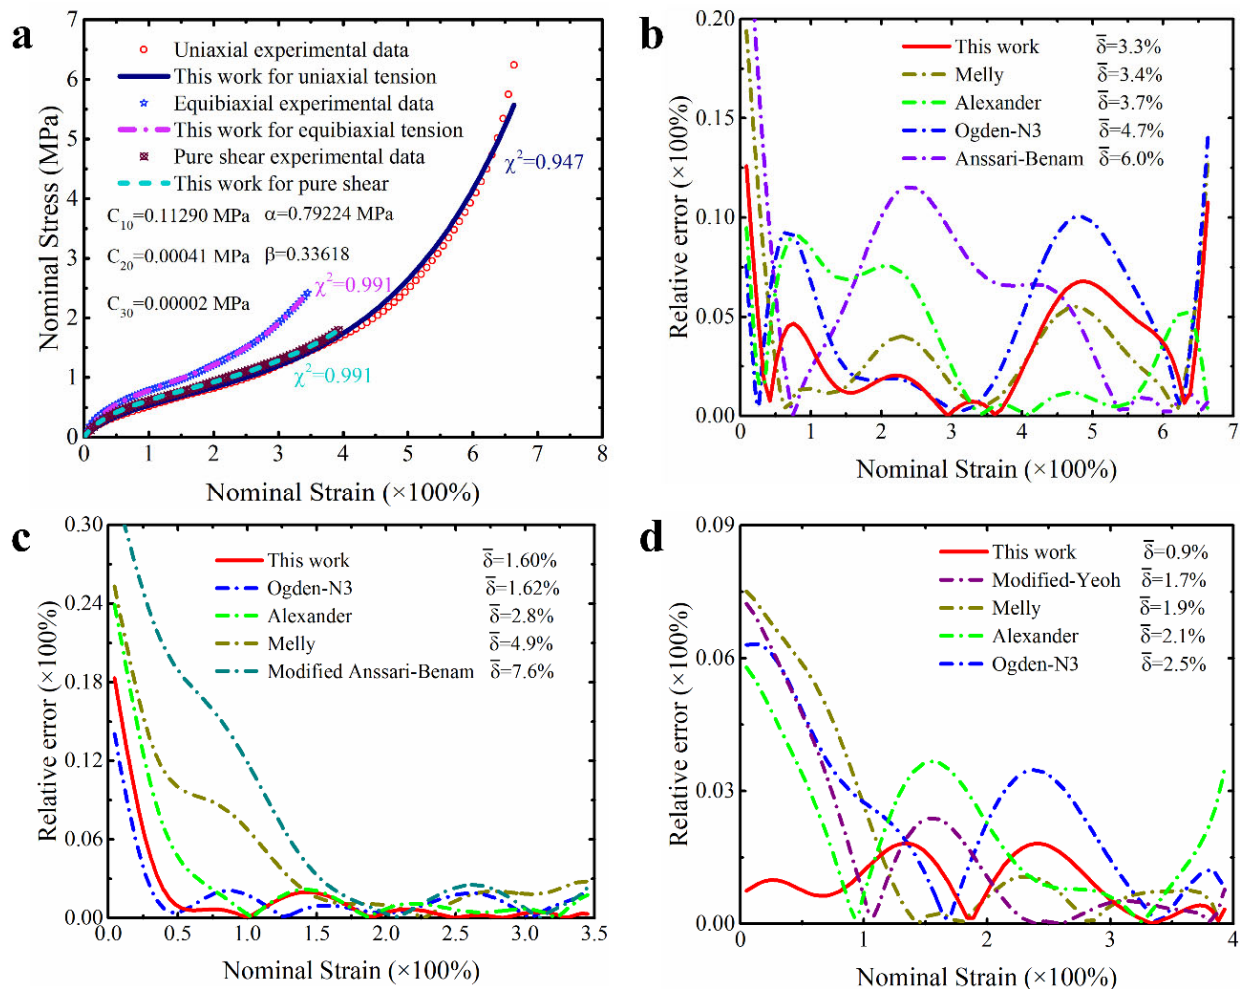 a
Uniaxial experimental data
This work for uniaxial tension
Equibiaxial experimental data
This work for equibiaxial tension
Pure shear experimental data
This work for pure shear
C10=0.11290 MPa α=0.79224 MPa
C20=0.00041 MPa β=0.33618
C30=0.00002 MPa
χ²=0.947
χ²=0.991
χ²=0.991
Nominal Stress (MPa)
7
6
5
4
3
2
1
0
1 2 3 4 5 6 7 8
Nominal Strain (×100%)
b
This work δ̅=3.3%
Melly δ̅=3.4%
Alexander δ̅=3.7%
Ogden-N3 δ̅=4.7%
Anssari-Benam δ̅=6.0%
Relative error (×100%)
0.20
0.15
0.10
0.05
0.00
0 1 2 3 4 5 6 7
Nominal Strain (×100%)
c
This work δ̅=1.60%
Ogden-N3 δ̅=1.62%
Alexander δ̅=2.8%
Melly δ̅=4.9%
Modified Anssari-Benam δ̅=7.6%
Relative error (×100%)
0.30
0.24
0.18
0.12
0.06
0.00
0.0 0.5 1.0 1.5 2.0 2.5 3.0 3.5
Nominal Strain (×100%)
d
This work δ̅=0.9%
Modified-Yeoh δ̅=1.7%
Melly δ̅=1.9%
Alexander δ̅=2.1%
Ogden-N3 δ̅=2.5%
Relative error (×100%)
0.09
0.06
0.03
0.00
0 1 2 3 4
Nominal Strain (×100%)